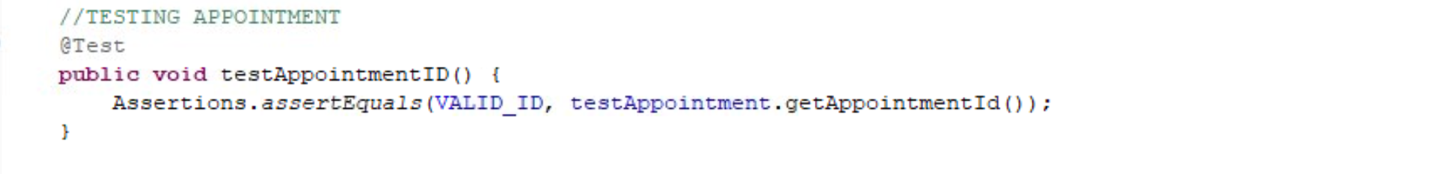 //TESTING APPOINTMENT
@Test
public void testAppointmentID() {
    Assertions.assertEquals(VALID_ID, testAppointment.getAppointmentId());
}